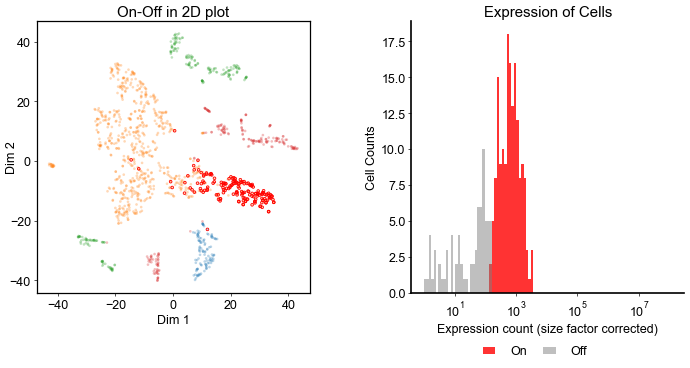 On-Off in 2D plot
40
20
0
−20
−40
Dim 2
−40 −20 0 20 40
Dim 1
Expression of Cells
17.5
15.0
12.5
10.0
7.5
5.0
2.5
0.0
Cell Counts
10^1 10^3 10^5 10^7
Expression count (size factor corrected)
On Off